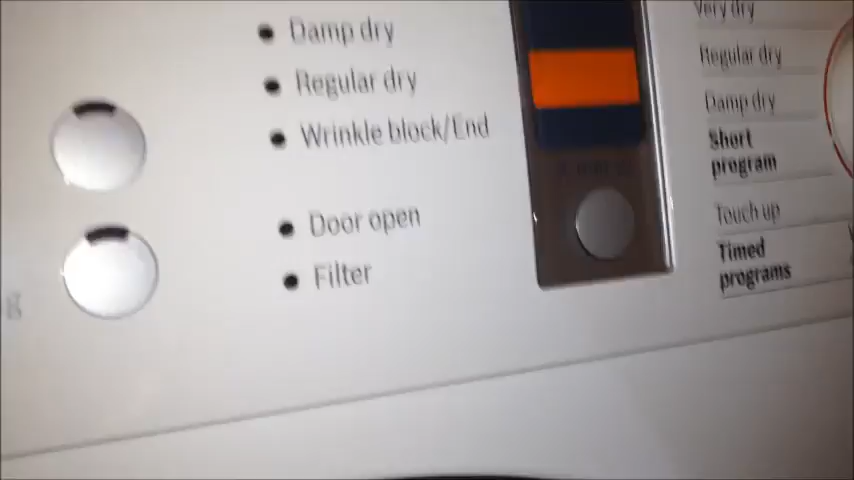 Damp dry
Regular dry
Wrinkle block/End
Door open
Filter
Very dry
Regular dry
Damp dry
Short
program
Touch up
Timed
programs